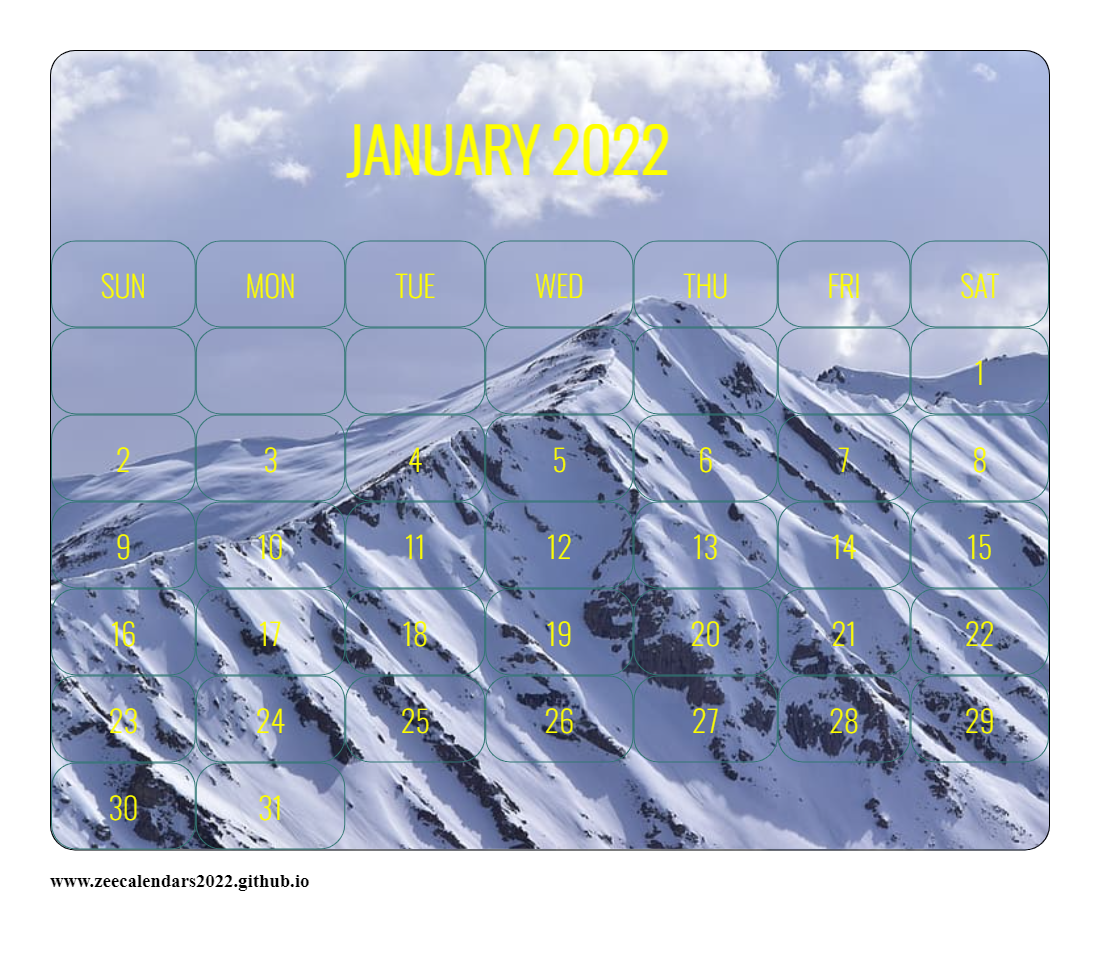 JANUARY 2022
SUN MON TUE WED THU FRI SAT
1
2 3 4 5 6 7 8
9 10 11 12 13 14 15
16 17 18 19 20 21 22
23 24 25 26 27 28 29
30 31
www.zeecalendars2022.github.io